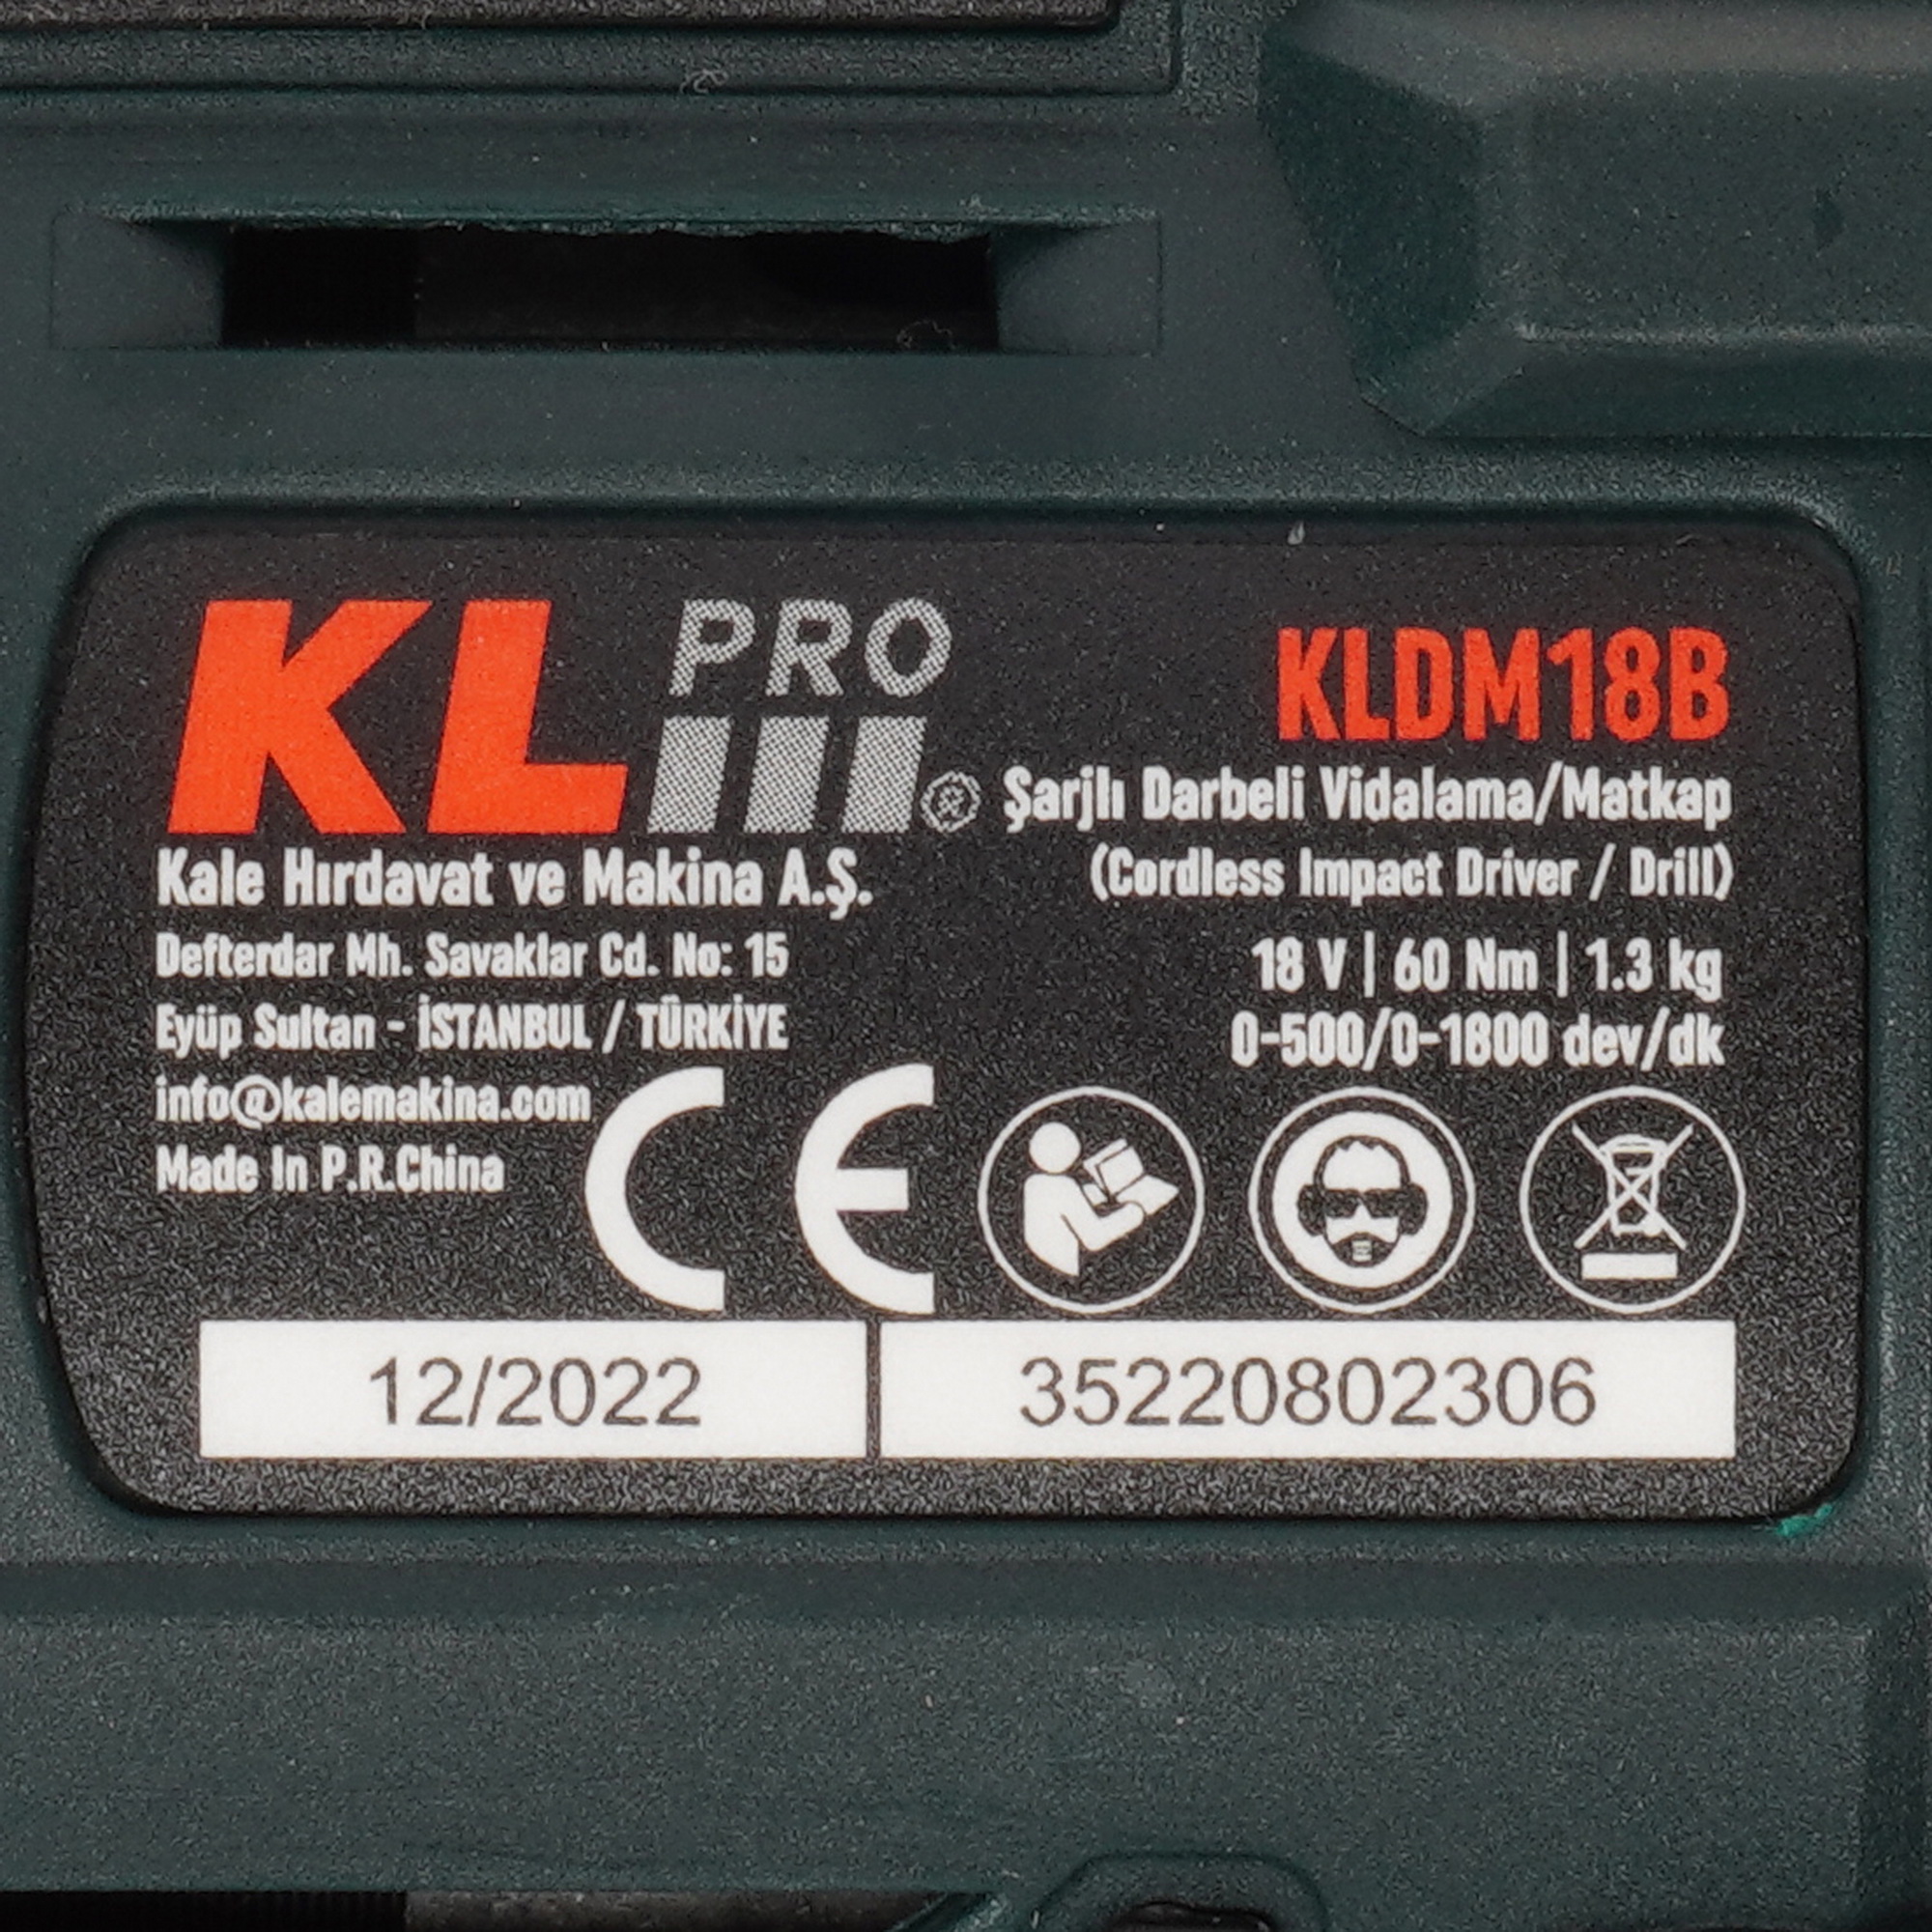 KL PRO ®
KLDM18B
Şarjlı Darbeli Vidalama/Matkap
(Cordless Impact Driver / Drill)
18 V | 60 Nm | 1.3 kg
0-500/0-1800 dev/dk
Kale Hırdavat ve Makina A.Ş.
Defterdar Mh. Savaklar Cd. No: 15
Eyüp Sultan - İSTANBUL / TÜRKİYE
info@kalemakina.com
Made In P.R.China
CE
12/2022
35220802306